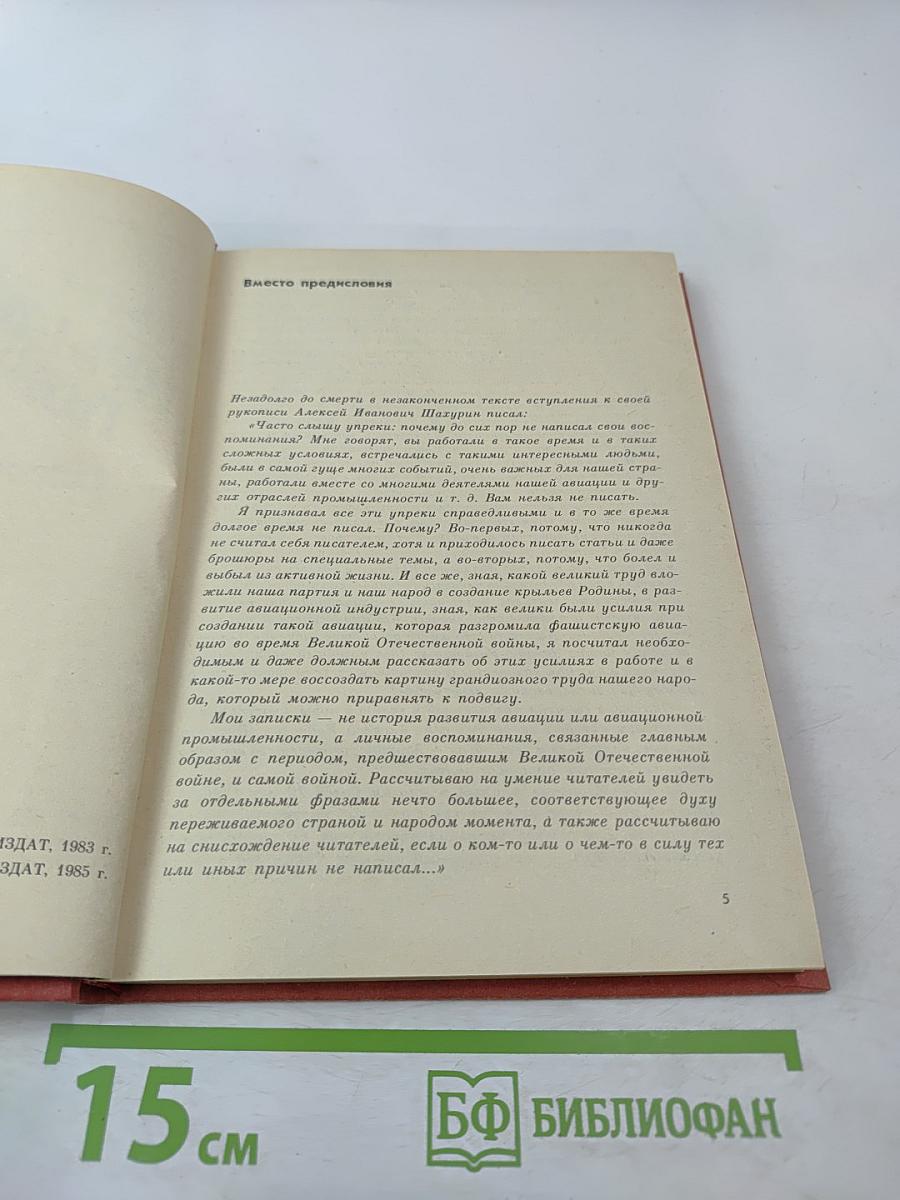 Вместо предисловия
Незадолго до смерти в незаконченном тексте вступления к своей
рукописи Алексей Иванович Шахурин писал:
«Часто слышу упреки: почему до сих пор не написал свои вос-
поминания? Мне говорят, вы работали в такое время и в таких
сложных условиях, встречались с такими интересными людьми,
были в самой гуще многих событий, очень важных для нашей стра-
ны, работали вместе со многими деятелями нашей авиации и дру-
гих отраслей промышленности и т. д. Вам нельзя не писать.
Я признавал все эти упреки справедливыми и в то же время
долгое время не писал. Почему? Во-первых, потому, что никогда
не считал себя писателем, хотя и приходилось писать статьи и даже
брошюры на специальные темы, а во-вторых, потому, что болел и
выбыл из активной жизни. И все же, зная, какой великий труд вло-
жили наша партия и наш народ в создание крыльев Родины, в раз-
витие авиационной индустрии, зная, как велики были усилия при
создании такой авиации, которая разгромила фашистскую авиа-
цию во время Великой Отечественной войны, я посчитал необхо-
димым и даже должным рассказать об этих усилиях в работе и в
какой-то мере воссоздать картину грандиозного труда нашего наро-
да, который можно приравнять к подвигу.
Мои записки — не история развития авиации или авиационной
промышленности, а личные воспоминания, связанные главным
образом с периодом, предшествовавшим Великой Отечественной
войне, и самой войной. Рассчитываю на умение читателей увидеть
за отдельными фразами нечто большее, соответствующее духу
переживаемого страной и народом момента, а также рассчитываю
на снисхождение читателей, если о ком-то или о чем-то в силу тех
или иных причин не написал...»
5
ИЗДАТ, 1983 г.
ЗДАТ, 1985 г.
15 см
БФ БИБЛИОФАН